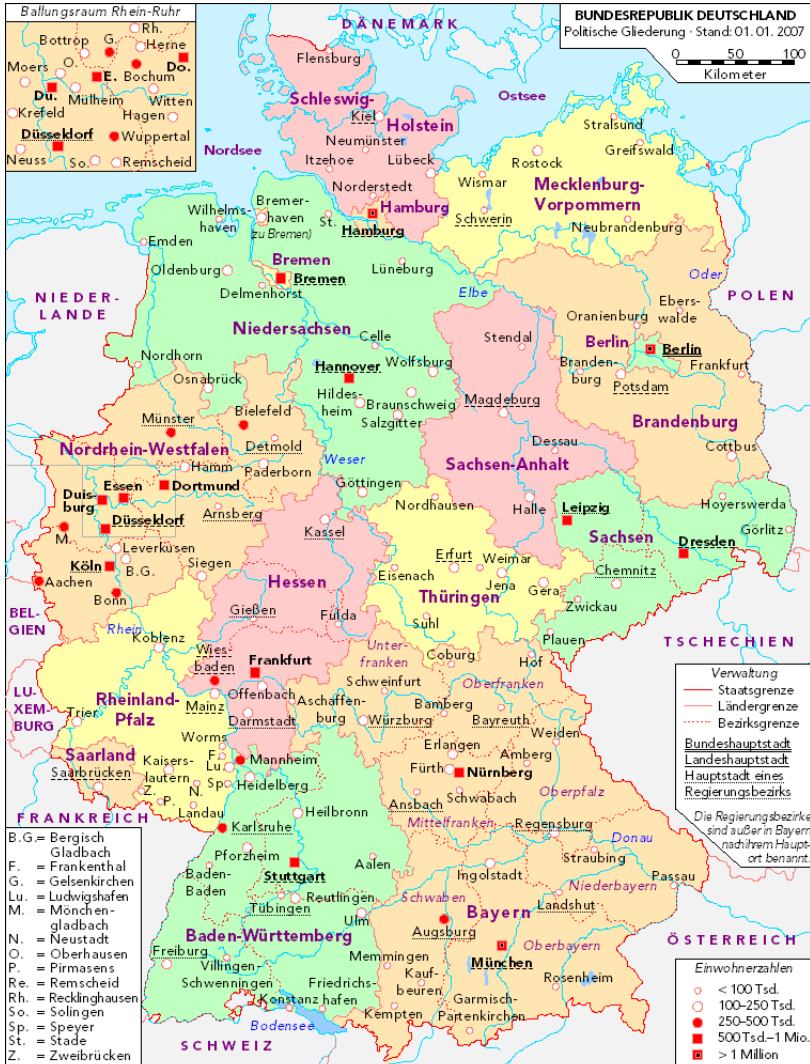 Ballungsraum Rhein-Ruhr
Rh.
Bottrop
G.
Herne
O.
Do.
Moers
E.
Bochum
Du.
Mülheim
Witten
Krefeld
Hagen
Düsseldorf
Wuppertal
Neuss
So.
Remscheid
DÄNEMARK
BUNDESREPUBLIK DEUTSCHLAND
Politische Gliederung · Stand: 01.01. 2007
0 50 100
Kilometer
Flensburg
Schleswig-
Holstein
Ostsee
Nordsee
Kiel
Neumünster
Itzehoe
Lübeck
Norderstedt
Stralsund
Greifswald
Rostock
Wismar
Mecklenburg-
Vorpommern
Schwerin
Neubrandenburg
Hamburg
Hamburg
Wilhelms-
haven
Bremer-
haven
(zu Bremen)
St.
Emden
Oldenburg
Bremen
Bremen
Delmenhorst
Lüneburg
Elbe
Oder
NIEDER-
LANDE
POLEN
Niedersachsen
Celle
Stendal
Oranienburg
Ebers-
walde
Berlin
Berlin
Nordhorn
Osnabrück
Hannover
Wolfsburg
Branden-
burg
Potsdam
Frankfurt
Hildes-
heim
Braunschweig
Salzgitter
Magdeburg
Brandenburg
Münster
Bielefeld
Detmold
Nordrhein-Westfalen
Hamm
Paderborn
Weser
Dessau
Sachsen-Anhalt
Cottbus
Essen
Dortmund
Duis-
burg
Göttingen
Nordhausen
Halle
Leipzig
Hoyerswerda
Düsseldorf
Arnsberg
Kassel
Sachsen
Görlitz
M.
Leverkusen
Köln
B.G.
Siegen
Hessen
Erfurt
Weimar
Eisenach
Jena
Gera
Dresden
Chemnitz
Aachen
Bonn
Thüringen
Zwickau
BEL-
GIEN
Gießen
Fulda
Suhl
Plauen
Rhein
Koblenz
TSCHECHIEN
Wies-
baden
Frankfurt
Unter-
franken
Coburg
Hof
LU-
XEM-
BURG
Rheinland-
Pfalz
Offenbach
Schweinfurt
Oberfranken
Mainz
Aschaffen-
burg
Bamberg
Trier
Darmstadt
Würzburg
Bayreuth
Weiden
Worms
Saarland
Saarbrücken
Kaisers-
lautern
F.
Lu.
Mannheim
Erlangen
Amberg
Z.
P.
N.
Sp.
Heidelberg
Fürth
Nürnberg
Landau
Ansbach
Schwabach
Oberpfalz
FRANKREICH
Heilbronn
Mittelfranken
Karlsruhe
Regensburg
Donau
Pforzheim
Straubing
Baden-
Baden
Stuttgart
Aalen
Ingolstadt
Passau
Reutlingen
Tübingen
Schwaben
Niederbayern
Landshut
Ulm
Bayern
Augsburg
Baden-Württemberg
Freiburg
München
Oberbayern
ÖSTERREICH
Villingen-
Schwenningen
Memmingen
Kauf-
beuren
Rosenheim
Friedrichs-
hafen
Konstanz
Kempten
Garmisch-
Partenkirchen
Bodensee
SCHWEIZ
Verwaltung
Staatsgrenze
Ländergrenze
Bezirksgrenze
Bundeshauptstadt
Landeshauptstadt
Hauptstadt eines
Regierungsbezirks
Die Regierungsbezirke
sind außer in Bayern
nach ihrem Haupt-
ort benannt.
B.G.= Bergisch
Gladbach
F. = Frankenthal
G. = Gelsenkirchen
Lu. = Ludwigshafen
M. = Mönchen-
gladbach
N. = Neustadt
O. = Oberhausen
P. = Pirmasens
Re. = Remscheid
Rh. = Recklinghausen
So. = Solingen
Sp. = Speyer
St. = Stade
Z. = Zweibrücken
Einwohnerzahlen
< 100 Tsd.
100–250 Tsd.
250–500 Tsd.
500 Tsd.–1 Mio.
> 1 Million